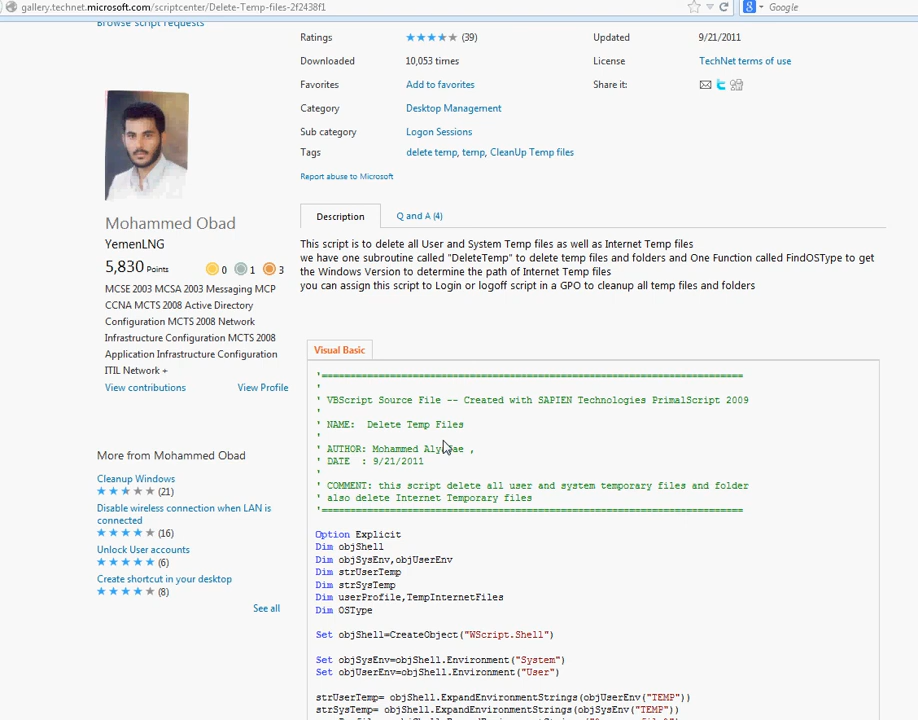 gallery.technet.microsoft.com/scriptcenter/Delete-Temp-files-2f2438f1
Google
Browse script requests
Ratings
(39)
Updated
9/21/2011
Downloaded
10,053 times
License
TechNet terms of use
Favorites
Add to favorites
Share it:
Category
Desktop Management
Sub category
Logon Sessions
Tags
delete temp, temp, CleanUp Temp files
Report abuse to Microsoft
Mohammed Obad
YemenLNG
5,830 Points
0
1
3
MCSE 2003 MCSA 2003 Messaging MCP
CCNA MCTS 2008 Active Directory
Configuration MCTS 2008 Network
Infrastructure Configuration MCTS 2008
Application Infrastructure Configuration
ITIL Network +
View contributions
View Profile
More from Mohammed Obad
Cleanup Windows
(21)
Disable wireless connection when LAN is
connected
(16)
Unlock User accounts
(6)
Create shortcut in your desktop
(8)
See all
Description
Q and A (4)
This script is to delete all User and System Temp files as well as Internet Temp files
we have one subroutine called "DeleteTemp" to delete temp files and folders and One Function called FindOSType to get
the Windows Version to determine the path of Internet Temp files
you can assign this script to Login or logoff script in a GPO to cleanup all temp files and folders
Visual Basic
'==============================================================================
'
' VBScript Source File -- Created with SAPIEN Technologies PrimalScript 2009
'
' NAME:  Delete Temp Files
'
' AUTHOR: Mohammed ,
' DATE  : 9/21/2011
'
' COMMENT: this script delete all user and system temporary files and folder
' also delete Internet Temporary files
'==============================================================================
Option Explicit
Dim objShell
Dim objSysEnv,objUserEnv
Dim strUserTemp
Dim strSysTemp
Dim userProfile,TempInternetFiles
Dim OSType
Set objShell=CreateObject("WScript.Shell")
Set objSysEnv=objShell.Environment("System")
Set objUserEnv=objShell.Environment("User")
strUserTemp= objShell.ExpandEnvironmentStrings(objUserEnv("TEMP"))
strSysTemp= objShell.ExpandEnvironmentStrings(objSysEnv("TEMP"))